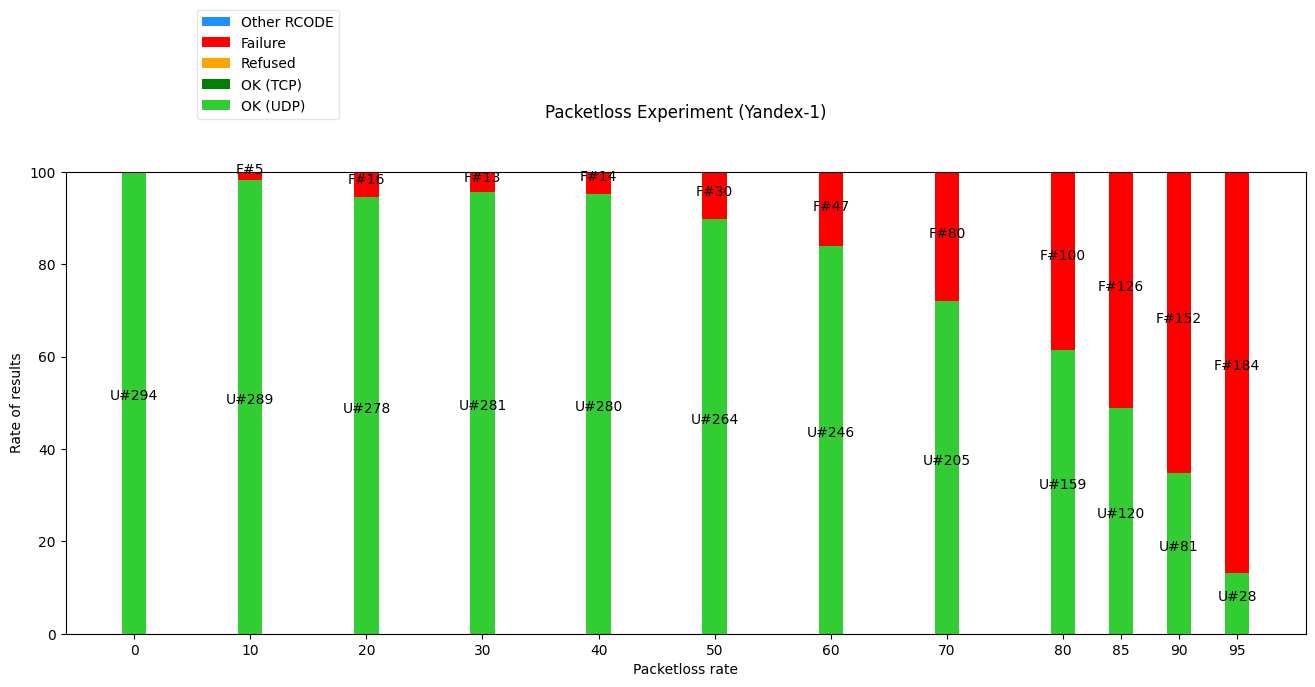 Other RCODE
Failure
Refused
OK (TCP)
OK (UDP)
Packetloss Experiment (Yandex-1)
Rate of results
100
80
60
40
20
0
F#5
F#16
F#13
F#14
F#30
F#47
F#80
F#100
F#126
F#152
F#184
U#294
U#289
U#278
U#281
U#280
U#264
U#246
U#205
U#159
U#120
U#81
U#28
0 10 20 30 40 50 60 70 80 85 90 95
Packetloss rate